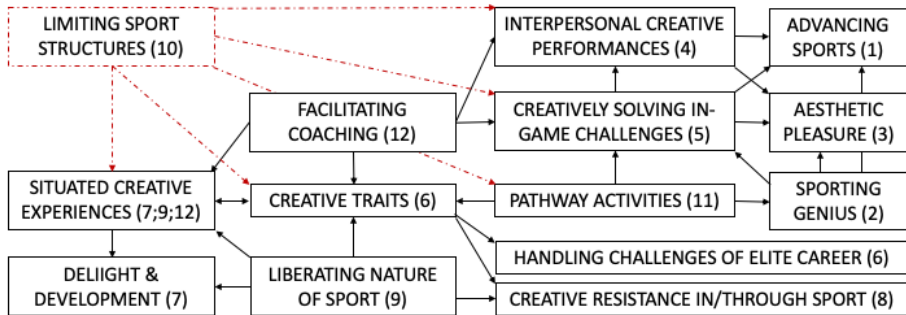 LIMITING SPORT
STRUCTURES (10)
INTERPERSONAL CREATIVE
PERFORMANCES (4)
ADVANCING
SPORTS (1)
FACILITATING
COACHING (12)
CREATIVELY SOLVING IN-
GAME CHALLENGES (5)
AESTHETIC
PLEASURE (3)
SITUATED CREATIVE
EXPERIENCES (7;9;12)
CREATIVE TRAITS (6)
PATHWAY ACTIVITIES (11)
SPORTING
GENIUS (2)
HANDLING CHALLENGES OF ELITE CAREER (6)
DELIIGHT &
DEVELOPMENT (7)
LIBERATING NATURE
OF SPORT (9)
CREATIVE RESISTANCE IN/THROUGH SPORT (8)